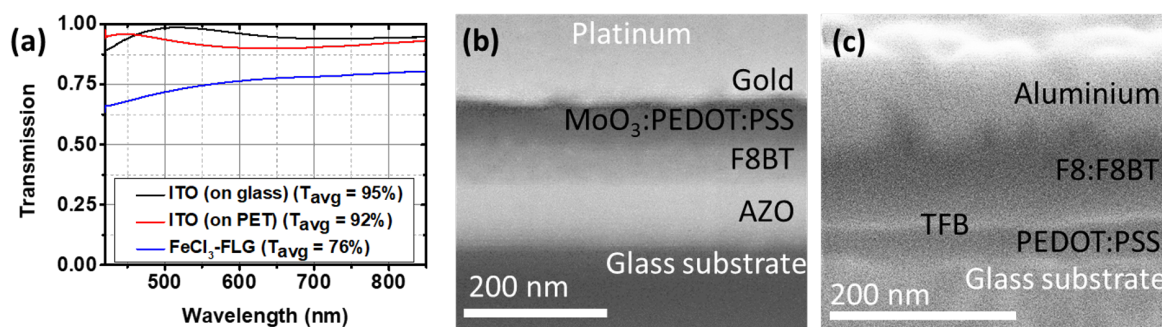 (a)
Transmission
1.00
0.75
0.50
0.25
0.00
ITO (on glass) (Tavg = 95%)
ITO (on PET) (Tavg = 92%)
FeCl3-FLG (Tavg = 76%)
500
600
700
800
Wavelength (nm)
(b)
Platinum
Gold
MoO3:PEDOT:PSS
F8BT
AZO
Glass substrate
200 nm
(c)
Aluminium
F8:F8BT
TFB
PEDOT:PSS
Glass substrate
200 nm